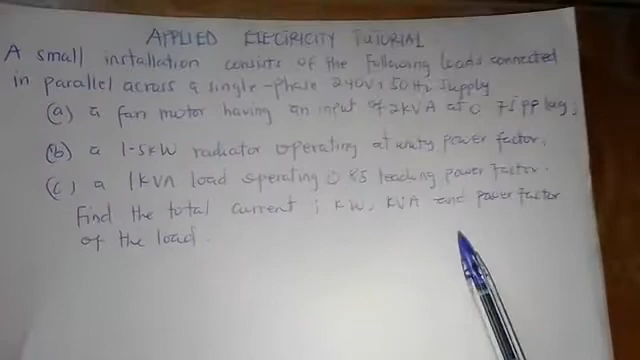 APPLIED ELECTRICITY TUTORIAL
A small installation consists of the following loads connected
in parallel across a single-phase 240V, 50Hz supply
(a) a fan motor having an input of 2kVA at 0.75 pp lag;
(b) a 1.5kW radiator operating at unity power factor.
(c) a 1kVA load operating 0.85 leading power factor.
Find the total current; kW, kVA and power factor
of the load.